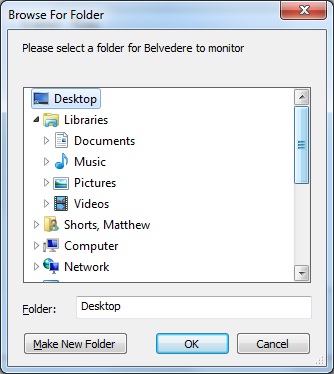 Browse For Folder
Please select a folder for Belvedere to monitor
Desktop
Libraries
Documents
Music
Pictures
Videos
Shorts, Matthew
Computer
Network
Folder: Desktop
Make New Folder OK Cancel